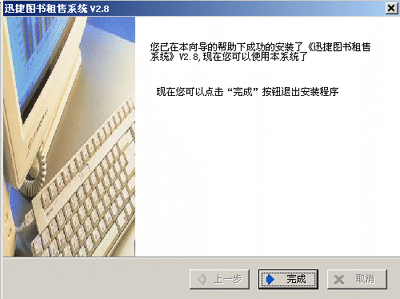 迅捷图书租售系统 V2.8
您已在本向导的帮助下成功的安装了《迅捷图书租售
系统》V2.8,现在您可以使用本系统了
现在您可以点击“完成”按钮退出安装程序
上一步 完成 取消